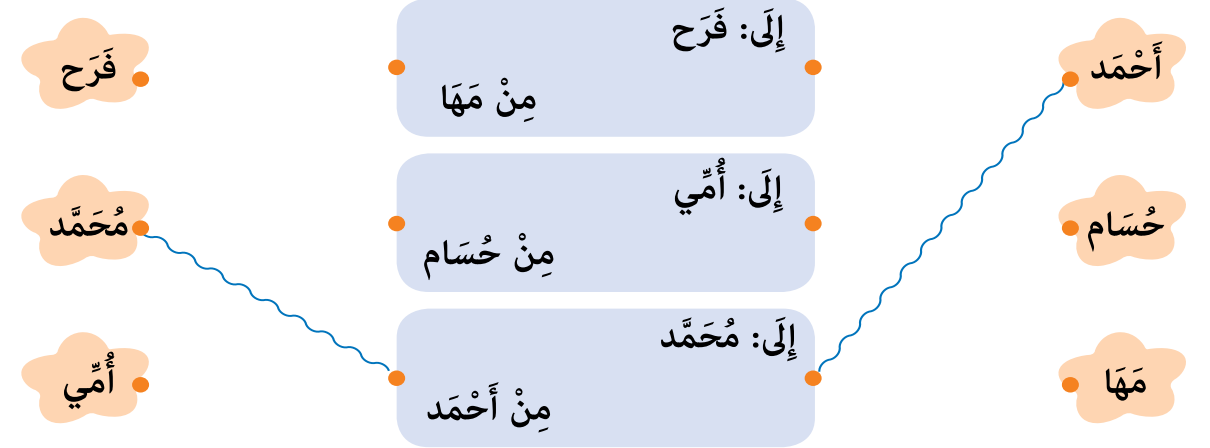 أَحْمَد
حُسَام
مَهَا
إِلَى: فَرَح
مِنْ مَهَا
إِلَى: أُمِّي
مِنْ حُسَام
إِلَى: مُحَمَّد
مِنْ أَحْمَد
فَرَح
مُحَمَّد
أُمِّي